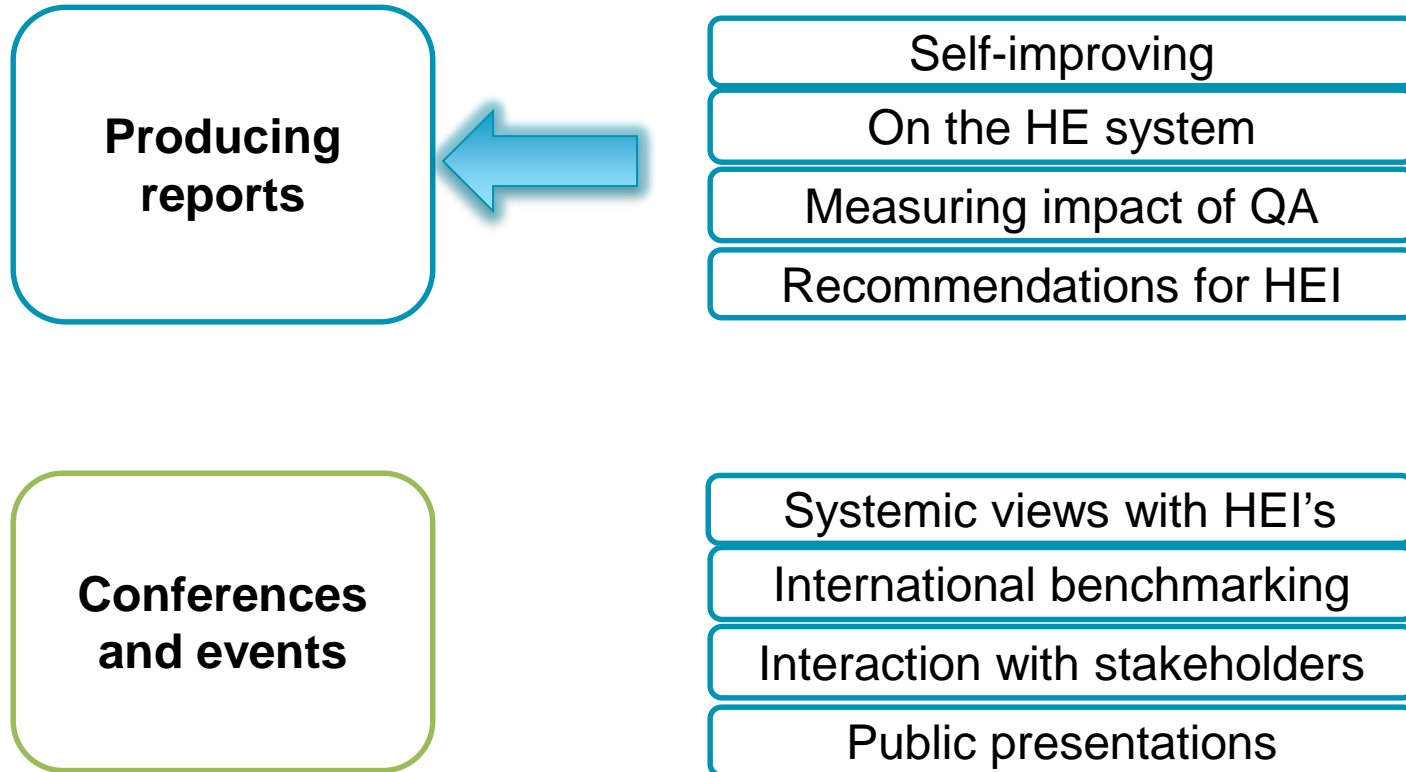 Producing
reports
Self-improving
On the HE system
Measuring impact of QA
Recommendations for HEI
Conferences
and events
Systemic views with HEI’s
International benchmarking
Interaction with stakeholders
Public presentations